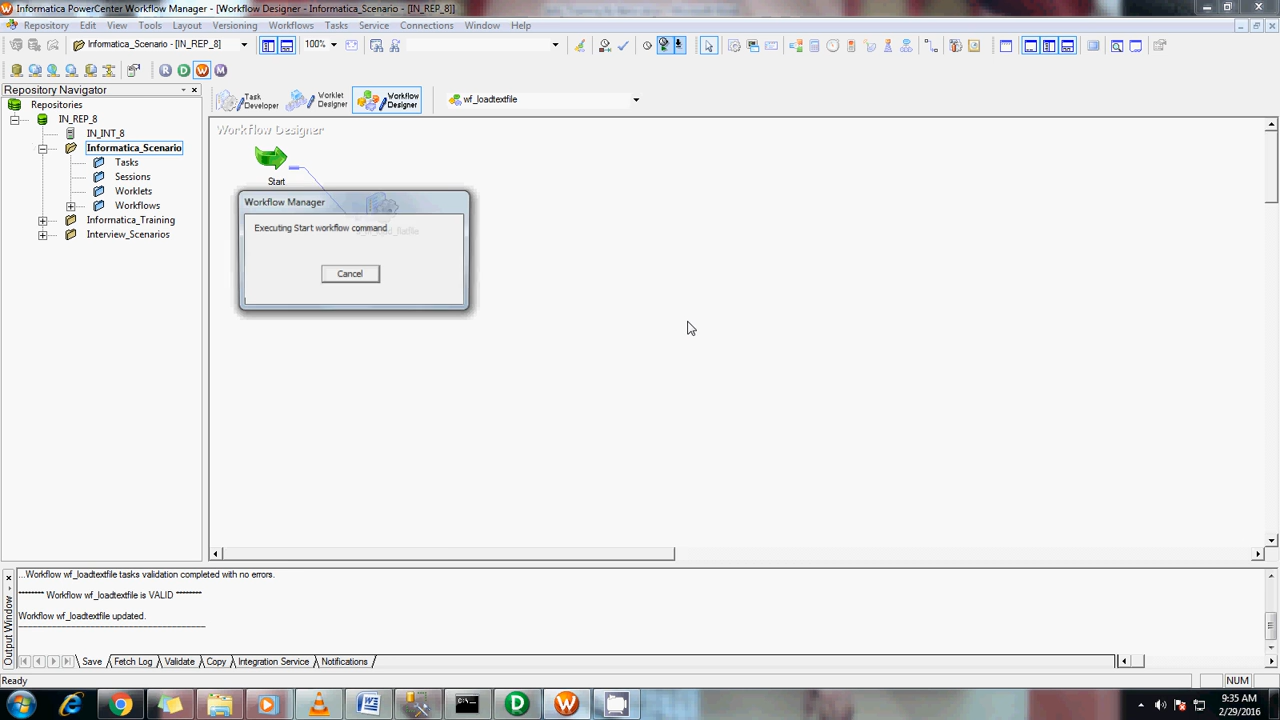 Informatica PowerCenter Workflow Manager - [Workflow Designer - Informatica_Scenario - [IN_REP_8]]
Repository Edit View Tools Layout Versioning Workflows Tasks Service Connections Window Help
Informatica_Scenario - [IN_REP_8] 100%
R D W M
Repository Navigator
Repositories
IN_REP_8
IN_INT_8
Informatica_Scenario
Tasks
Sessions
Worklets
Workflows
Informatica_Training
Interview_Scenarios
Task Developer
Worklet Designer
Workflow Designer
wf_loadtextfile
Workflow Designer
Start
Workflow Manager
Executing Start workflow command
Cancel
Output Window
...Workflow wf_loadtextfile tasks validation completed with no errors.
******** Workflow wf_loadtextfile is VALID ********
Workflow wf_loadtextfile updated.
Save Fetch Log Validate Copy Integration Service Notifications
Ready NUM
9:35 AM
2/29/2016